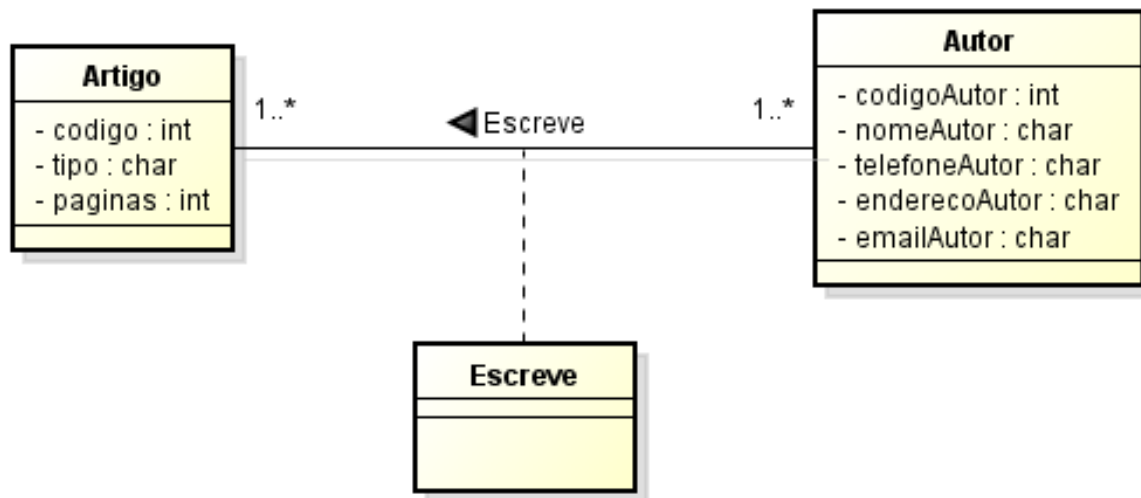 Artigo
- codigo : int
- tipo : char
- paginas : int
1..*
Escreve
1..*
Autor
- codigoAutor : int
- nomeAutor : char
- telefoneAutor : char
- enderecoAutor : char
- emailAutor : char
Escreve